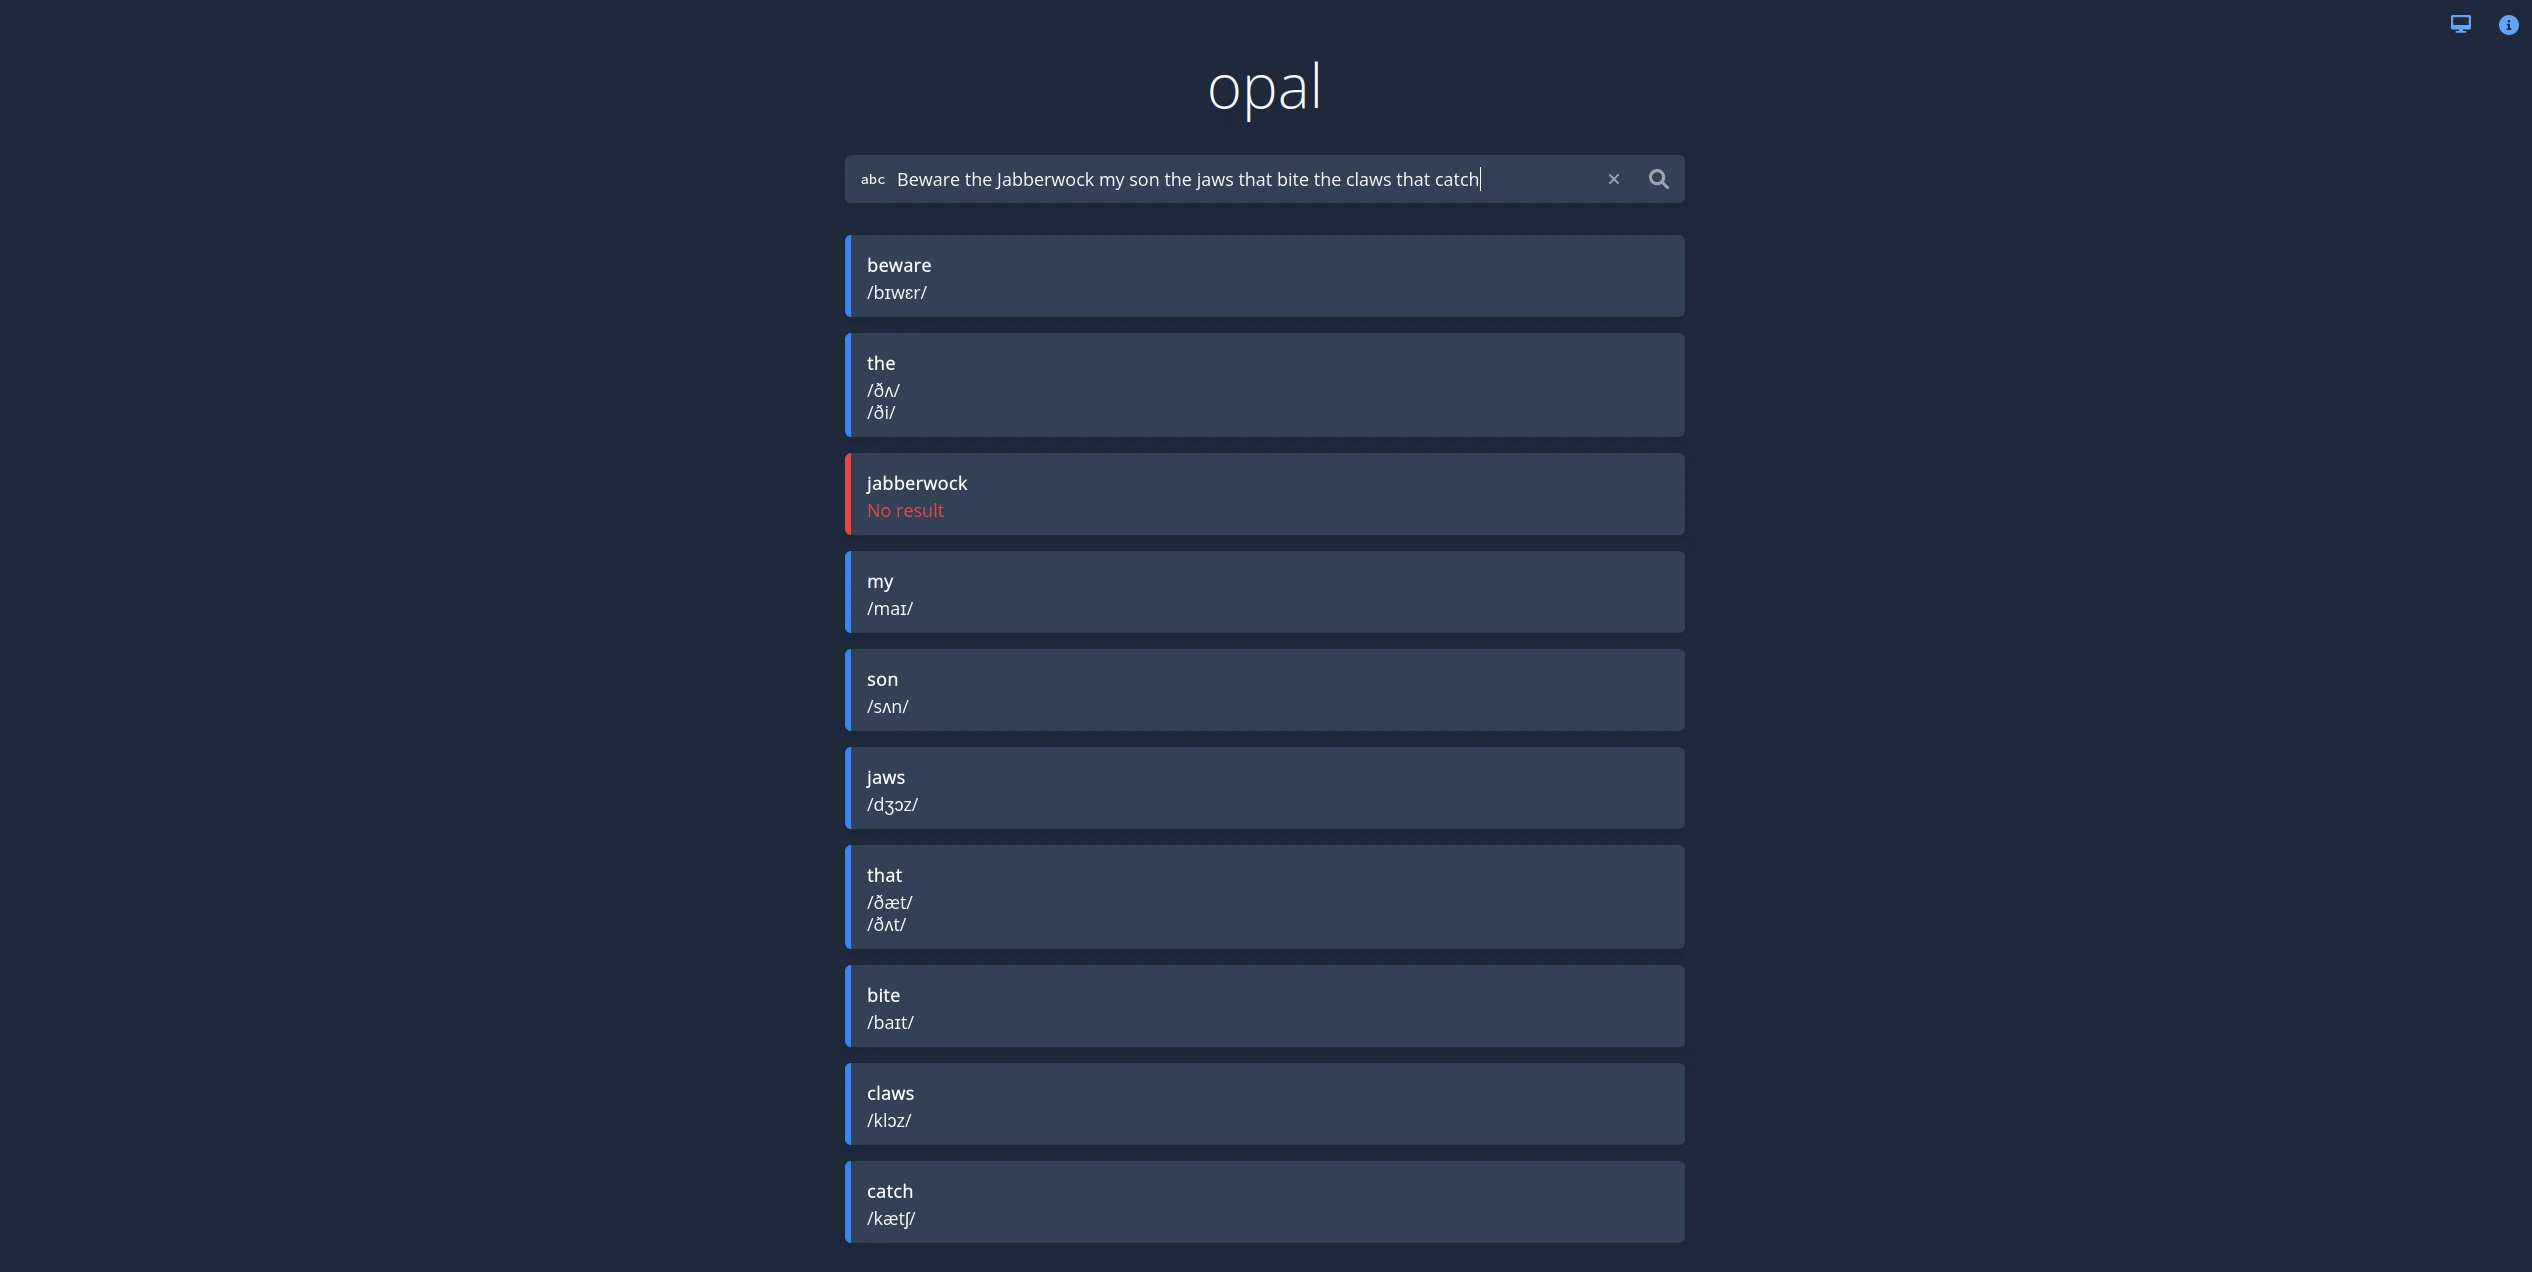 opal
abc Beware the Jabberwock my son the jaws that bite the claws that catch
beware
/bɪwɛr/
the
/ðʌ/
/ði/
jabberwock
No result
my
/maɪ/
son
/sʌn/
jaws
/dʒɔz/
that
/ðæt/
/ðʌt/
bite
/baɪt/
claws
/klɔz/
catch
/kætʃ/